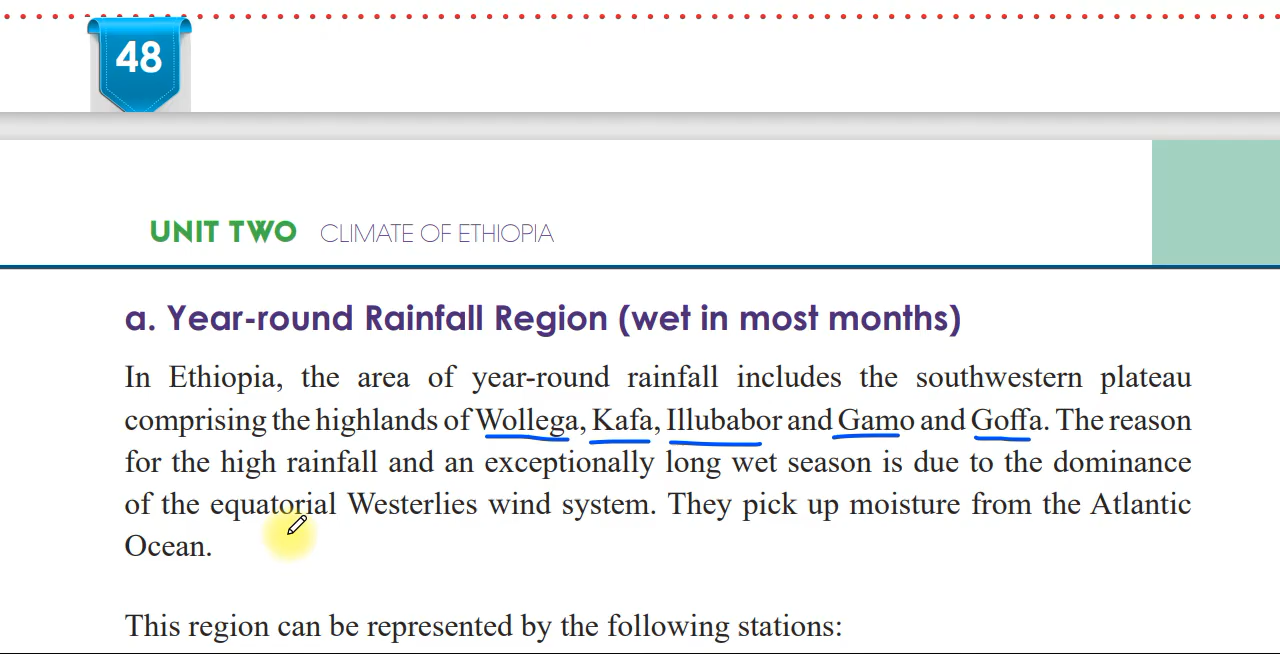 48
UNIT TWO CLIMATE OF ETHIOPIA
a. Year-round Rainfall Region (wet in most months)
In Ethiopia, the area of year-round rainfall includes the southwestern plateau
comprising the highlands of Wollega, Kafa, Illubabor and Gamo and Goffa. The reason
for the high rainfall and an exceptionally long wet season is due to the dominance
of the equatorial Westerlies wind system. They pick up moisture from the Atlantic
Ocean.
This region can be represented by the following stations: